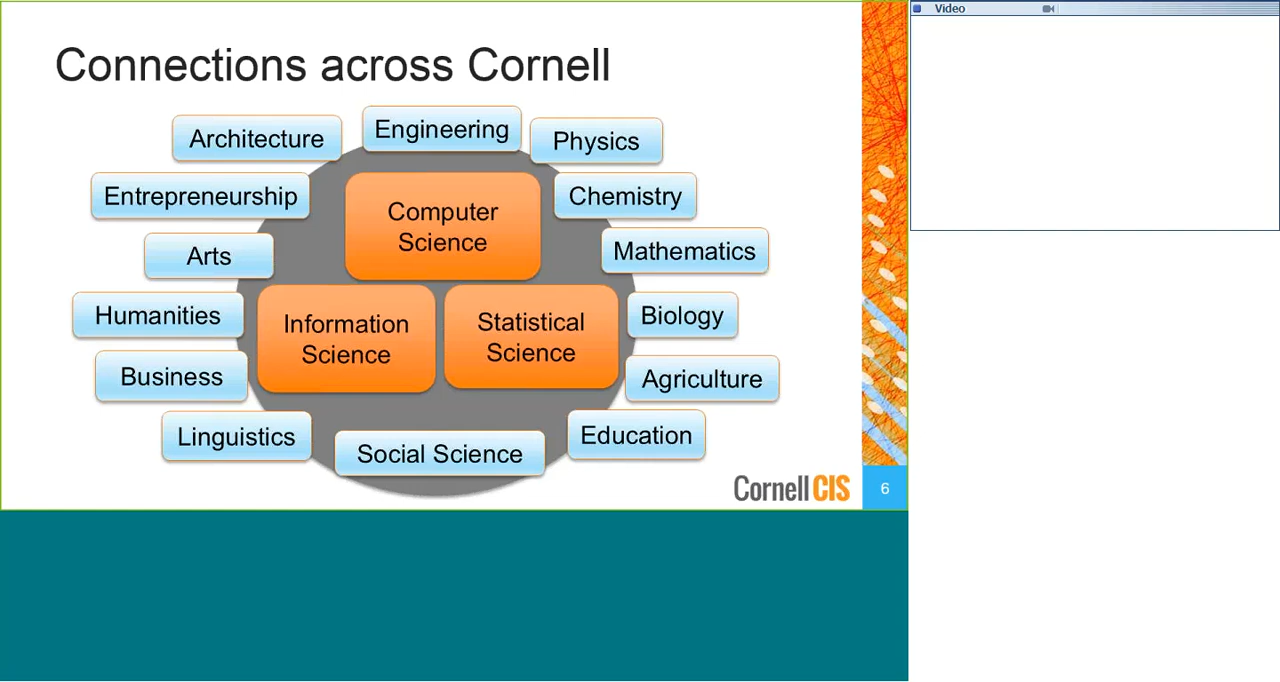 Video
Connections across Cornell
Architecture
Engineering
Physics
Entrepreneurship
Chemistry
Computer
Science
Arts
Mathematics
Humanities
Information
Science
Statistical
Science
Biology
Business
Agriculture
Linguistics
Social Science
Education
Cornell CIS
6